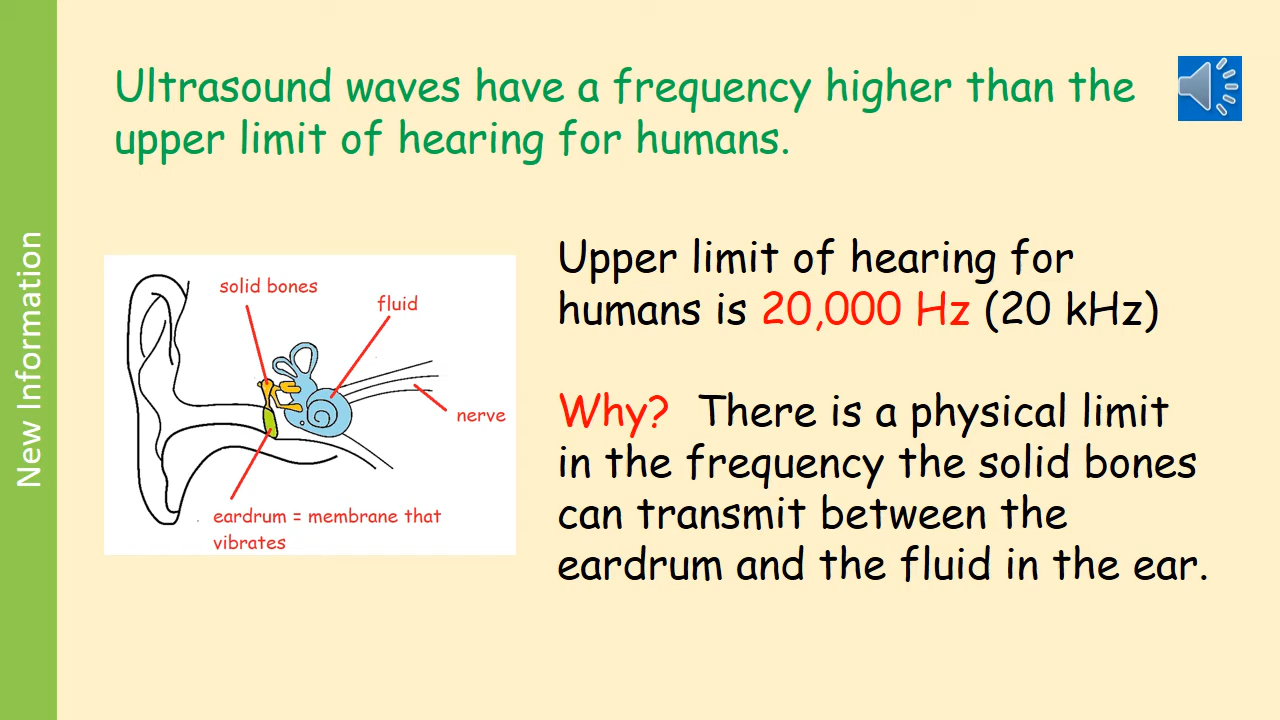 Ultrasound waves have a frequency higher than the
upper limit of hearing for humans.
New Information
solid bones
fluid
nerve
eardrum = membrane that
vibrates
Upper limit of hearing for
humans is 20,000 Hz (20 kHz)
Why? There is a physical limit
in the frequency the solid bones
can transmit between the
eardrum and the fluid in the ear.